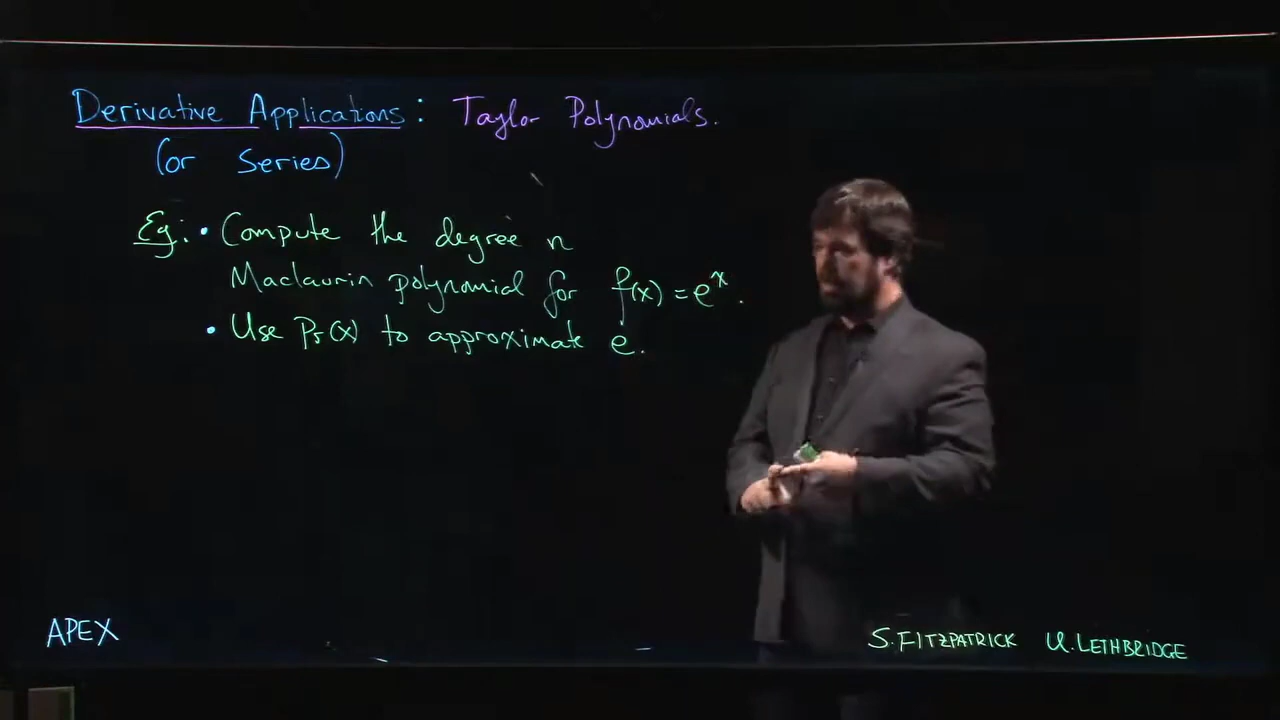 Derivative Applications: Taylor Polynomials.
(or Series)
Eg: • Compute the degree n
Maclaurin polynomial for f(x) = eˣ.
• Use P₅(x) to approximate e.
APEX
S. FITZPATRICK U. LETHBRIDGE